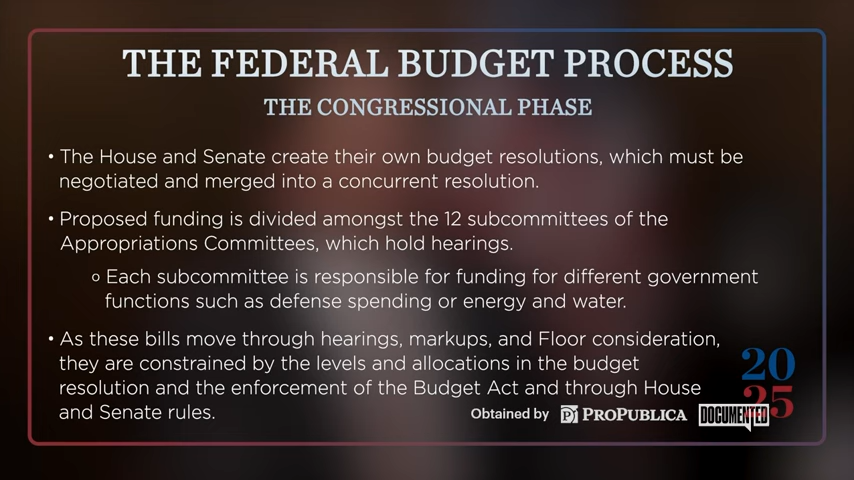 THE FEDERAL BUDGET PROCESS
THE CONGRESSIONAL PHASE
• The House and Senate create their own budget resolutions, which must be
negotiated and merged into a concurrent resolution.
• Proposed funding is divided amongst the 12 subcommittees of the
Appropriations Committees, which hold hearings.
o Each subcommittee is responsible for funding for different government
functions such as defense spending or energy and water.
• As these bills move through hearings, markups, and Floor consideration,
they are constrained by the levels and allocations in the budget
resolution and the enforcement of the Budget Act and through House
and Senate rules.
20
25
Obtained by PROPUBLICA DOCUMENTED